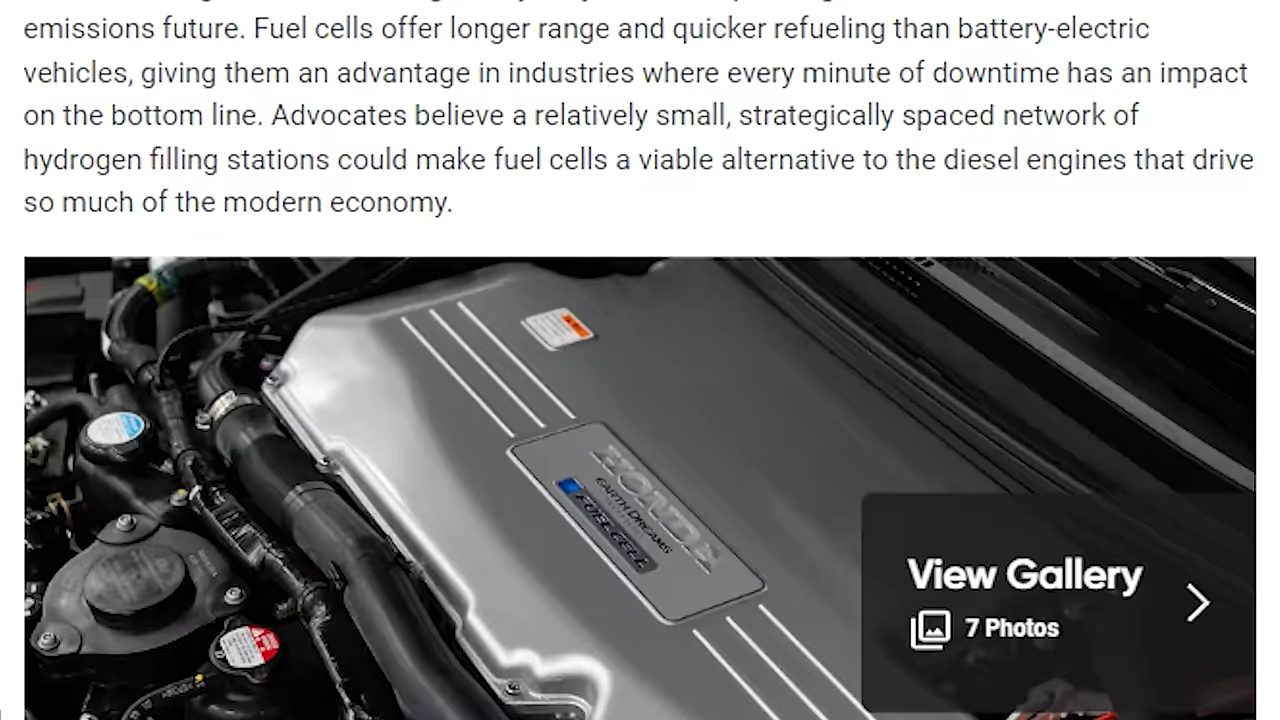 emissions future. Fuel cells offer longer range and quicker refueling than battery-electric
vehicles, giving them an advantage in industries where every minute of downtime has an impact
on the bottom line. Advocates believe a relatively small, strategically spaced network of
hydrogen filling stations could make fuel cells a viable alternative to the diesel engines that drive
so much of the modern economy.
HONDA
EARTH DREAMS
FUEL CELL
View Gallery
7 Photos